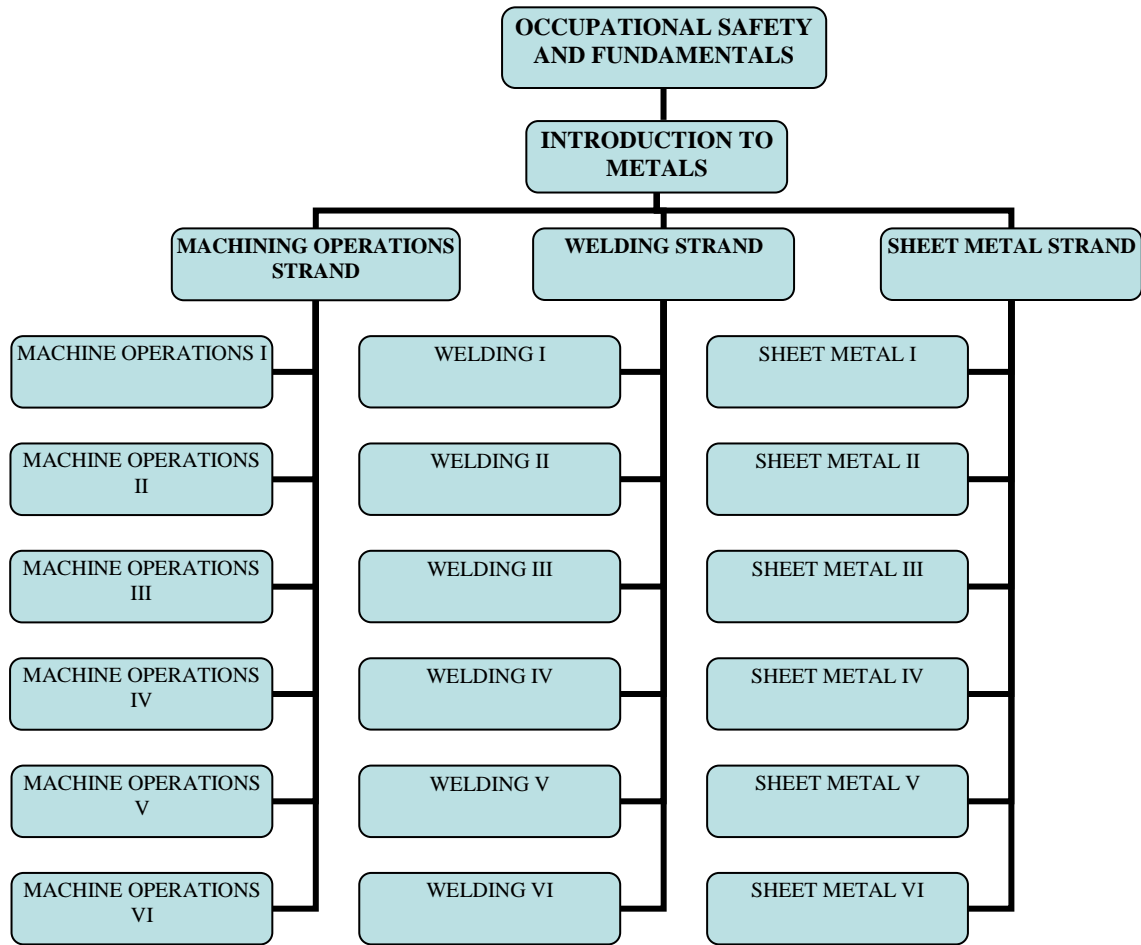 OCCUPATIONAL SAFETY
AND FUNDAMENTALS
INTRODUCTION TO
METALS
MACHINING OPERATIONS
STRAND
WELDING STRAND
SHEET METAL STRAND
MACHINE OPERATIONS I
WELDING I
SHEET METAL I
MACHINE OPERATIONS
II
WELDING II
SHEET METAL II
MACHINE OPERATIONS
III
WELDING III
SHEET METAL III
MACHINE OPERATIONS
IV
WELDING IV
SHEET METAL IV
MACHINE OPERATIONS
V
WELDING V
SHEET METAL V
MACHINE OPERATIONS
VI
WELDING VI
SHEET METAL VI